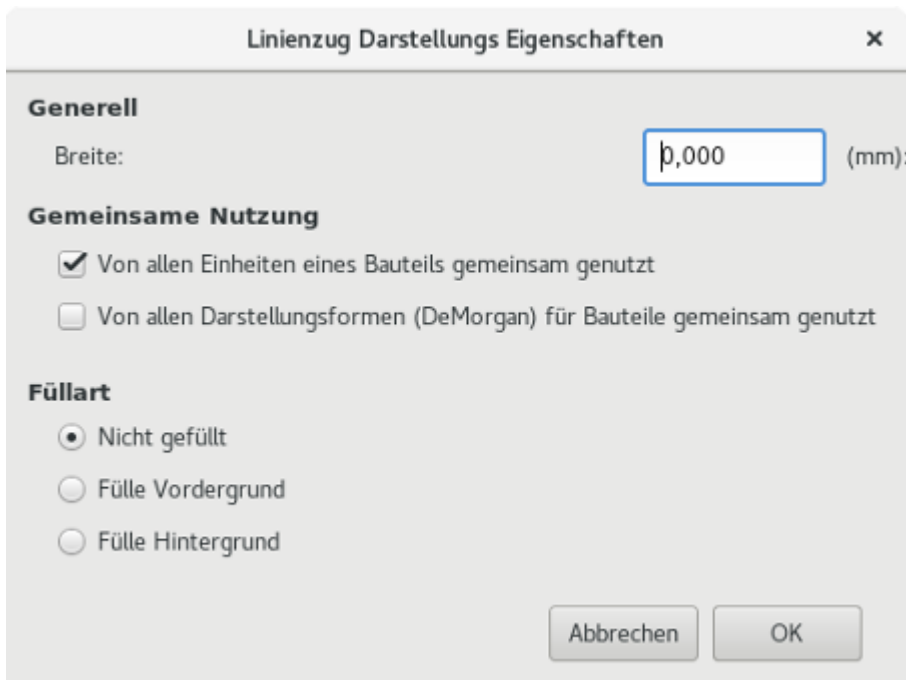 Linienzug Darstellungs Eigenschaften
Generell
Breite: 0,000 (mm):
Gemeinsame Nutzung
Von allen Einheiten eines Bauteils gemeinsam genutzt
Von allen Darstellungsformen (DeMorgan) für Bauteile gemeinsam genutzt
Füllart
Nicht gefüllt
Fülle Vordergrund
Fülle Hintergrund
Abbrechen OK